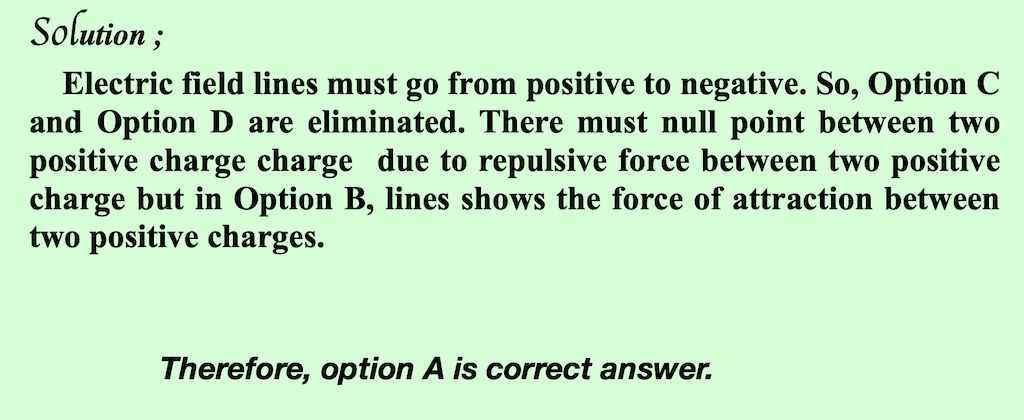 Solution ;
Electric field lines must go from positive to negative. So, Option C
and Option D are eliminated. There must null point between two
positive charge charge due to repulsive force between two positive
charge but in Option B, lines shows the force of attraction between
two positive charges.
Therefore, option A is correct answer.